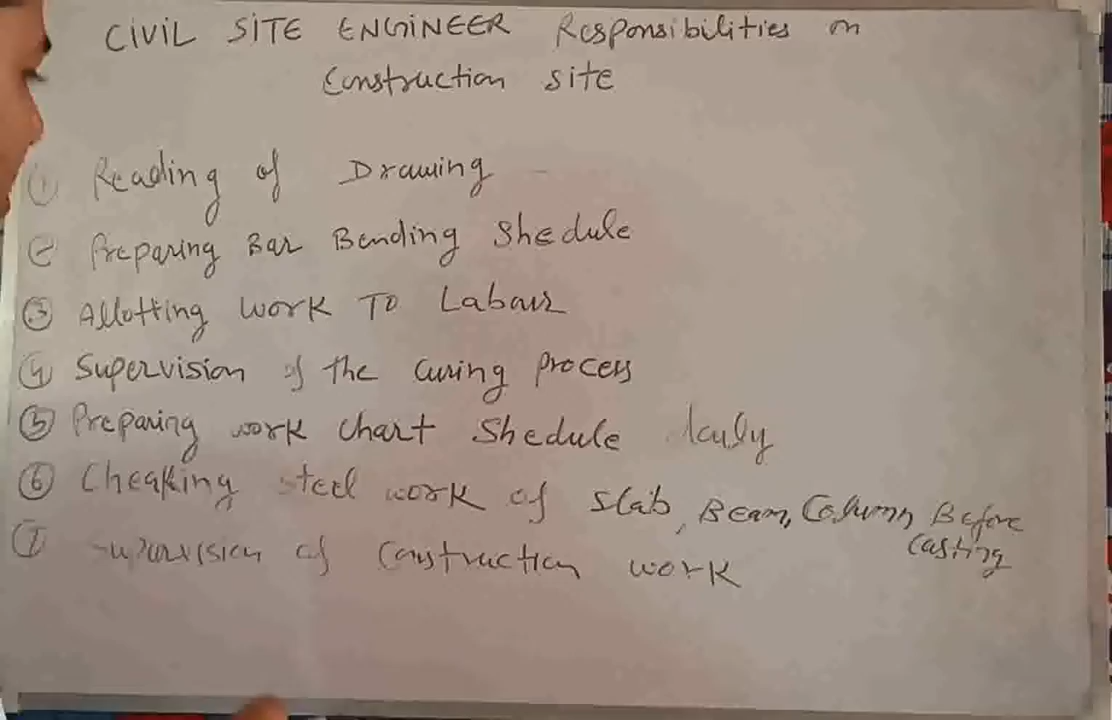 CIVIL SITE ENGINEER Responsibilities on
Construction site
① Reading of Drawing
② Preparing Bar Bending Shedule
③ Allotting work To Labour
④ Supervision of the Curing Process
⑤ Preparing work chart Shedule daily
⑥ Cheaking steel work of Slab, Beam, Column Before
Casting
⑦ Supervision of Construction work